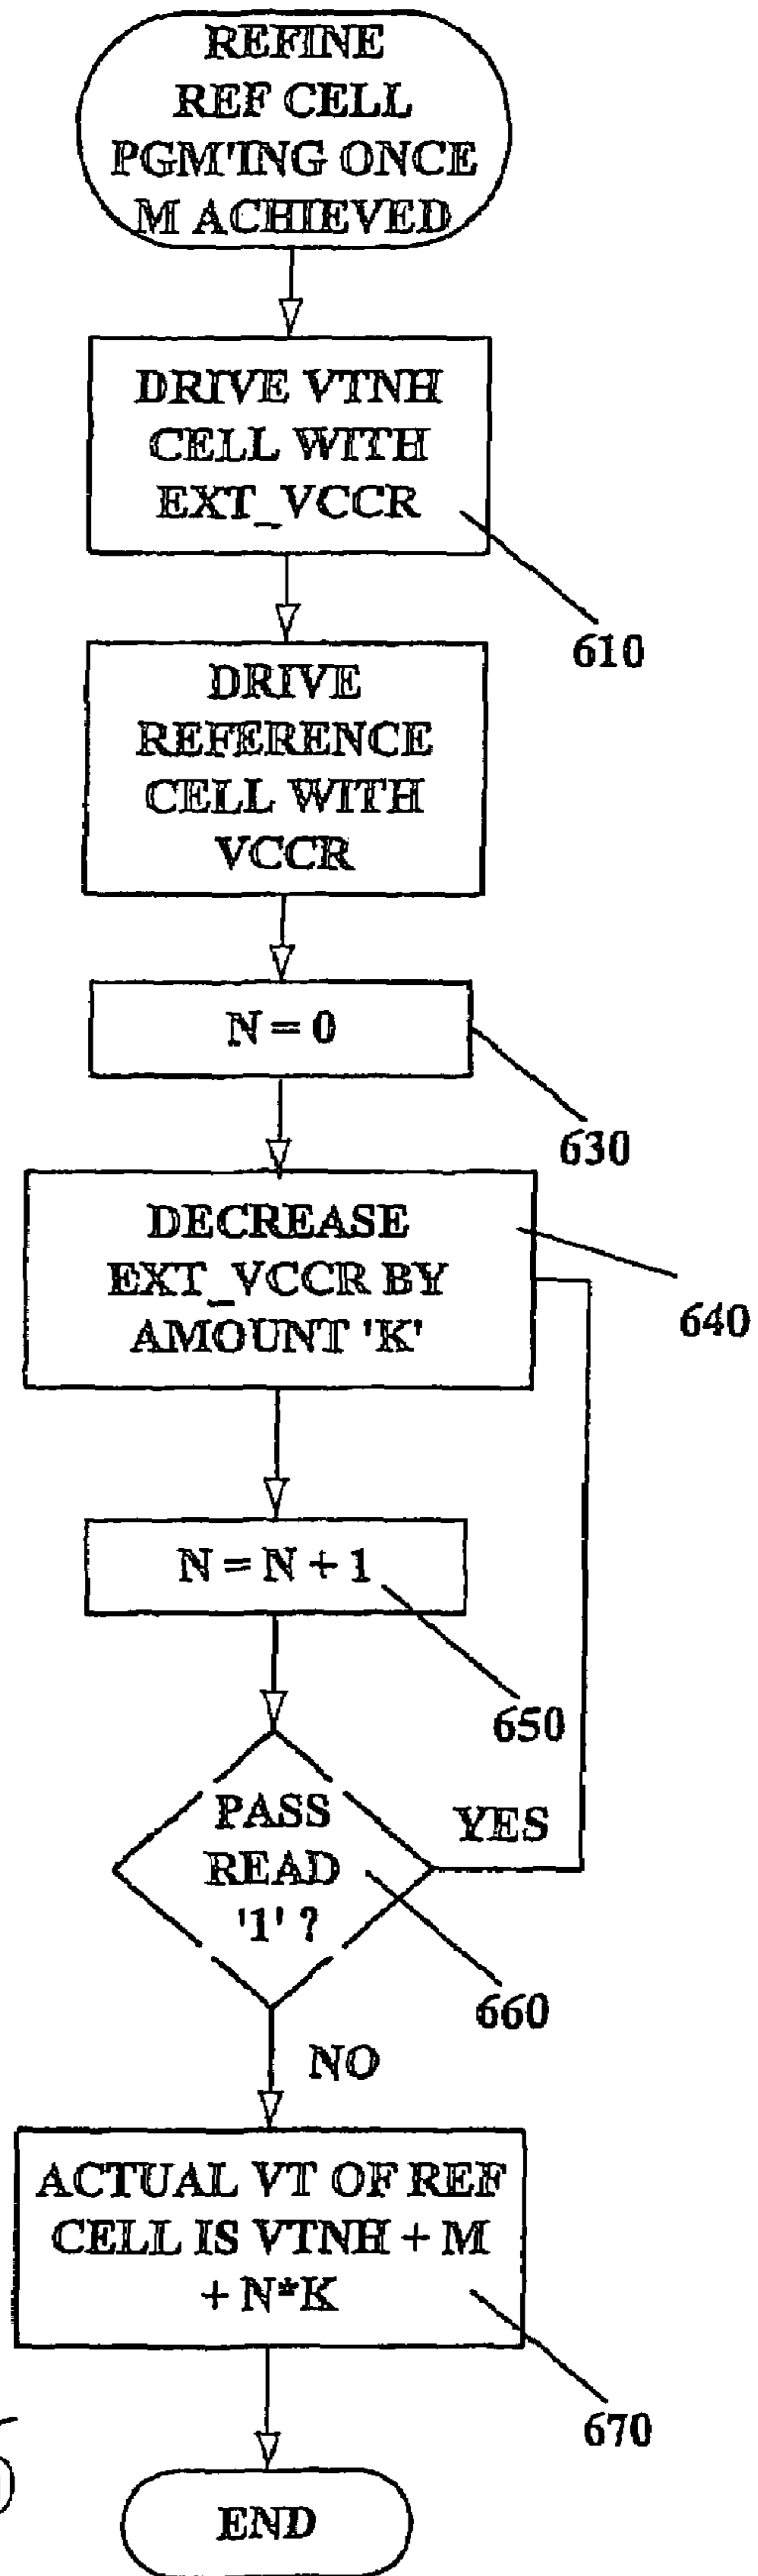 REFINE
REF CELL
PGM'ING ONCE
M ACHIEVED
DRIVE VTNH
CELL WITH
EXT_VCCR
610
DRIVE
REFERENCE
CELL WITH
VCCR
N = 0
630
DECREASE
EXT_VCCR BY
AMOUNT 'K'
640
N = N + 1
650
PASS
READ
'1' ?
YES
660
NO
ACTUAL VT OF REF
CELL IS VTNH + M
+ N*K
670
END